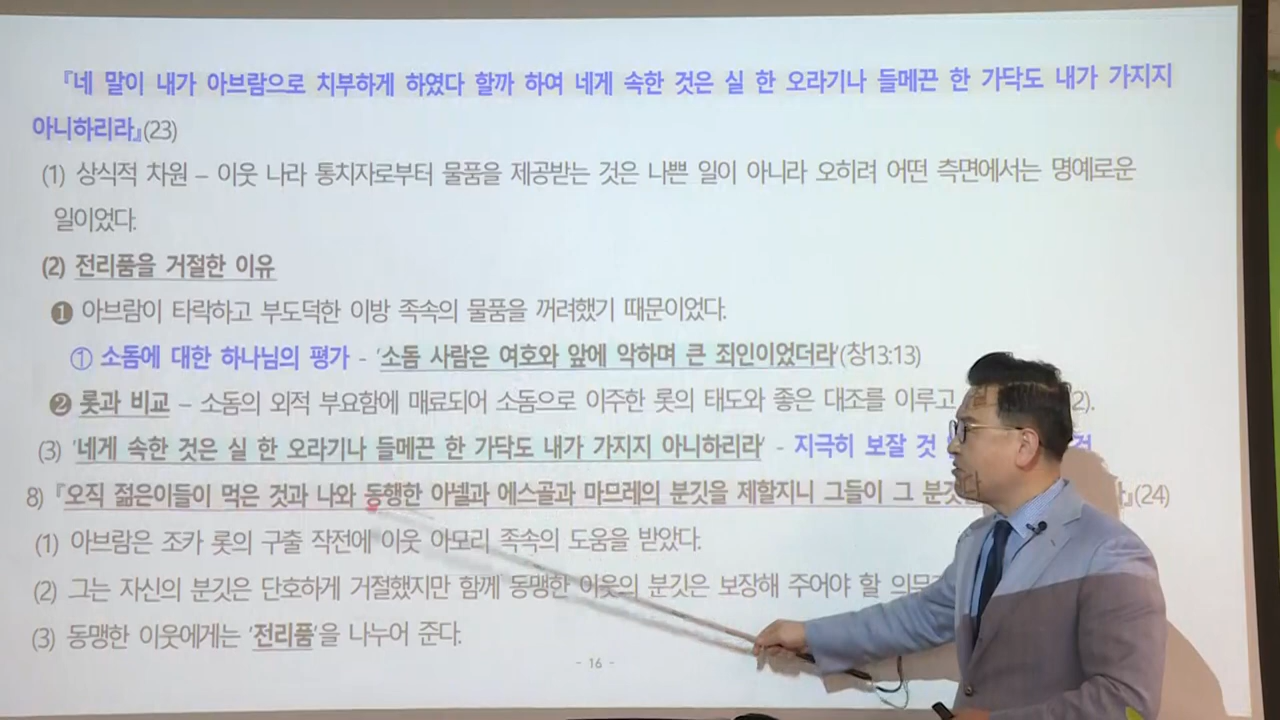 『네 말이 내가 아브람으로 치부하게 하였다 할까 하여 네게 속한 것은 실 한 오라기나 들메끈 한 가닥도 내가 가지지
아니하리라』(23)
(1) 상식적 차원 – 이웃 나라 통치자로부터 물품을 제공받는 것은 나쁜 일이 아니라 오히려 어떤 측면에서는 명예로운
일이었다.
(2) 전리품을 거절한 이유
❶ 아브람이 타락하고 부도덕한 이방 족속의 물품을 꺼려했기 때문이었다.
① 소돔에 대한 하나님의 평가 - '소돔 사람은 여호와 앞에 악하며 큰 죄인이었더라'(창13:13)
❷ 롯과 비교 – 소돔의 외적 부요함에 매료되어 소돔으로 이주한 롯의 태도와 좋은 대조를 이루고 2).
(3) '네게 속한 것은 실 한 오라기나 들메끈 한 가닥도 내가 가지지 아니하리라' - 지극히 보잘 것
8) 『오직 젊은이들이 먹은 것과 나와 동행한 아넬과 에스골과 마므레의 분깃을 제할지니 그들이 그 분깃 』(24)
(1) 아브람은 조카 롯의 구출 작전에 이웃 아모리 족속의 도움을 받았다.
(2) 그는 자신의 분깃은 단호하게 거절했지만 함께 동맹한 이웃의 분깃은 보장해 주어야 할
(3) 동맹한 이웃에게는 '전리품'을 나누어 준다.
- 16 -